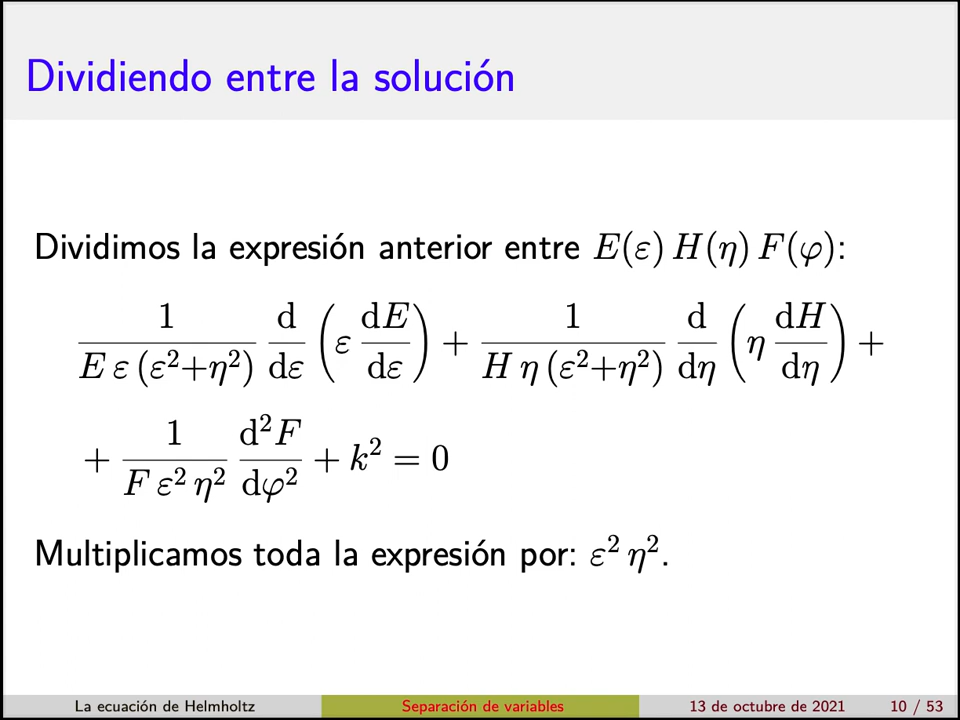 Dividiendo entre la solución
Dividimos la expresión anterior entre E(ε) H(η) F(φ):
1/(E ε (ε²+η²)) d/dε (ε dE/dε) + 1/(H η (ε²+η²)) d/dη (η dH/dη) +
+ 1/(F ε² η²) d²F/dφ² + k² = 0
Multiplicamos toda la expresión por: ε² η².
La ecuación de Helmholtz Separación de variables 13 de octubre de 2021 10 / 53